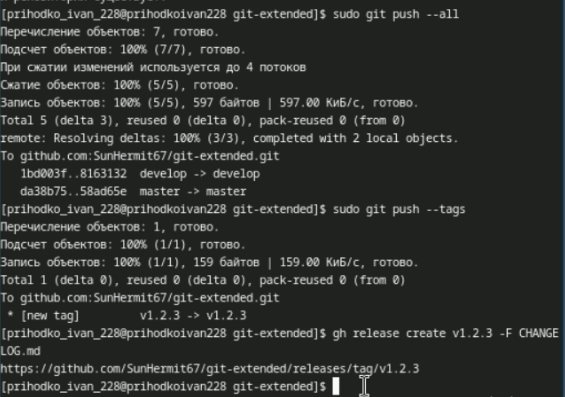 [prihodko_ivan_228@prihodkoivan228 git-extended]$ sudo git push --all
Перечисление объектов: 7, готово.
Подсчет объектов: 100% (7/7), готово.
При сжатии изменений используется до 4 потоков
Сжатие объектов: 100% (5/5), готово.
Запись объектов: 100% (5/5), 597 байтов | 597.00 КиБ/с, готово.
Total 5 (delta 3), reused 0 (delta 0), pack-reused 0 (from 0)
remote: Resolving deltas: 100% (3/3), completed with 2 local objects.
To github.com:SunHermit67/git-extended.git
1bd003f..8163132  develop -> develop
da38b75..58ad65e  master -> master
[prihodko_ivan_228@prihodkoivan228 git-extended]$ sudo git push --tags
Перечисление объектов: 1, готово.
Подсчет объектов: 100% (1/1), готово.
Запись объектов: 100% (1/1), 159 байтов | 159.00 КиБ/с, готово.
Total 1 (delta 0), reused 0 (delta 0), pack-reused 0 (from 0)
To github.com:SunHermit67/git-extended.git
* [new tag]         v1.2.3 -> v1.2.3
[prihodko_ivan_228@prihodkoivan228 git-extended]$ gh release create v1.2.3 -F CHANGE
LOG.md
https://github.com/SunHermit67/git-extended/releases/tag/v1.2.3
[prihodko_ivan_228@prihodkoivan228 git-extended]$